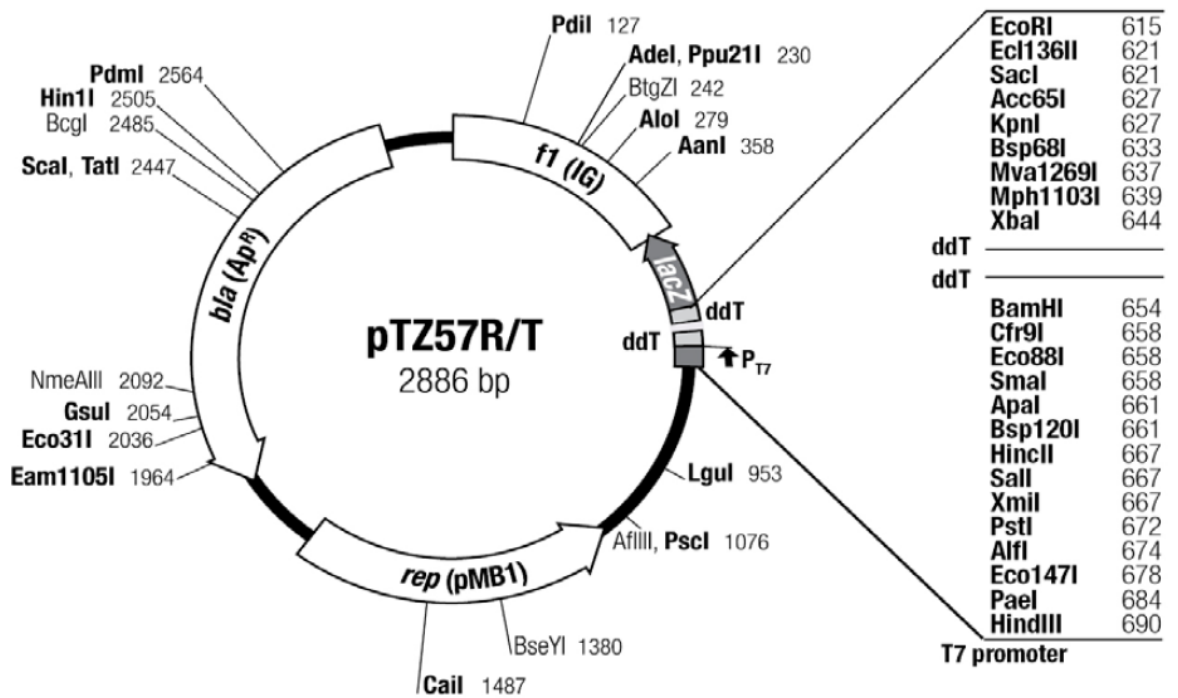 PdiI 127
AdeI, Ppu21I 230
BtgZI 242
AloI 279
AanI 358
PdmI 2564
Hin1I 2505
BcgI 2485
ScaI, TatI 2447
f1 (IG)
bla (ApR)
lacZ
ddT
ddT
PT7
pTZ57R/T
2886 bp
NmeAIII 2092
GsuI 2054
Eco31I 2036
Eam1105I 1964
LguI 953
AflIII, PscI 1076
rep (pMB1)
BseYI 1380
CaiI 1487
EcoRI 615
Ecl136II 621
SacI 621
Acc65I 627
KpnI 627
Bsp68I 633
Mva1269I 637
Mph1103I 639
XbaI 644
ddT
ddT
BamHI 654
Cfr9I 658
Eco88I 658
SmaI 658
ApaI 661
Bsp120I 661
HincII 667
SalI 667
XmiI 667
PstI 672
AlfI 674
Eco147I 678
PaeI 684
HindIII 690
T7 promoter